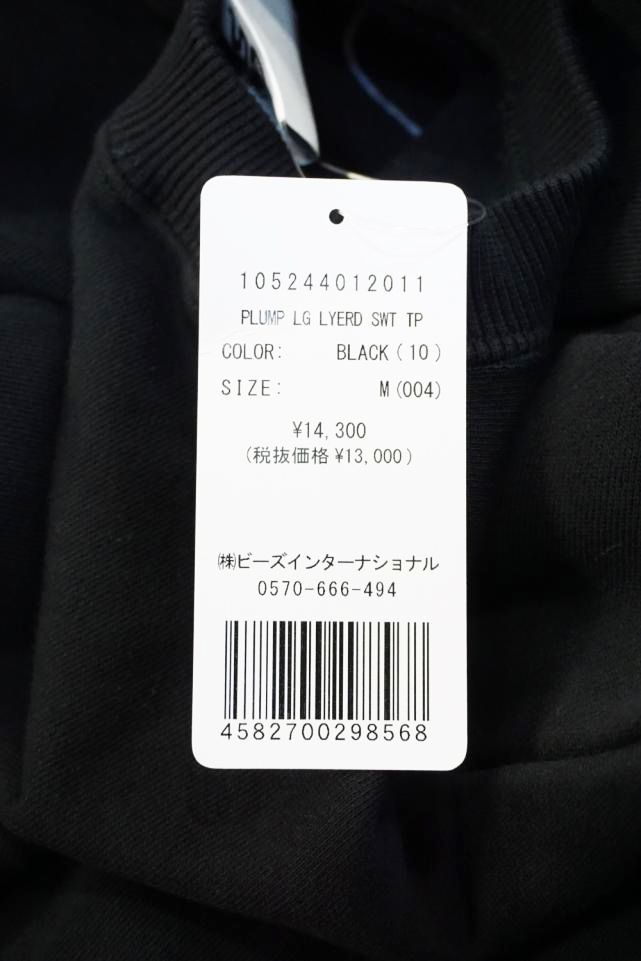 105244012011
PLUMP LG LYERD SWT TP
COLOR: BLACK(10)
SIZE: M(004)
¥14,300
(税抜価格¥13,000)
㈱ビーズインターナショナル
0570-666-494
4582700298568